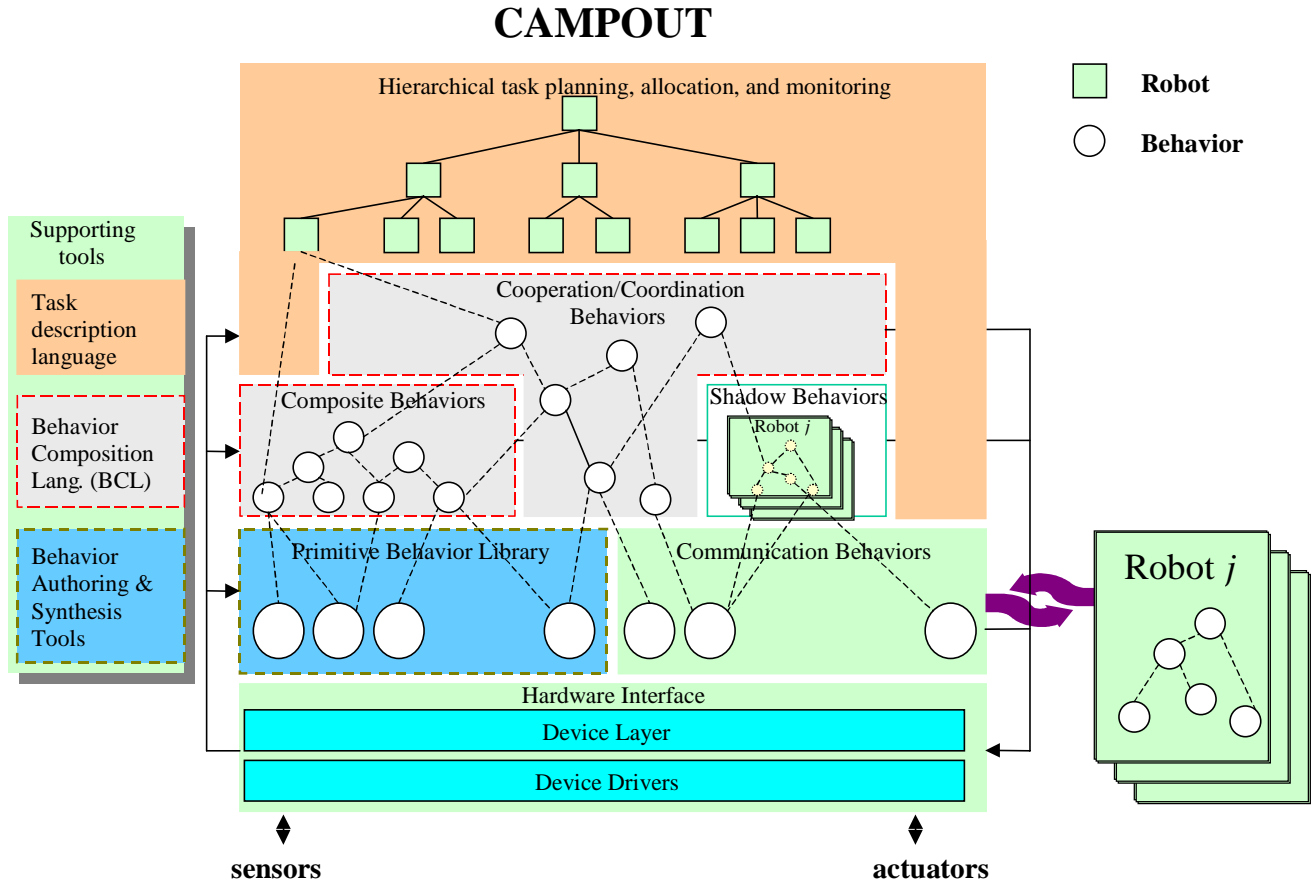 CAMPOUT
Hierarchical task planning, allocation, and monitoring
Robot
Behavior
Supporting
tools
Task
description
language
Behavior
Composition
Lang. (BCL)
Behavior
Authoring &
Synthesis
Tools
Cooperation/Coordination
Behaviors
Composite Behaviors
Shadow Behaviors
Robot j
Primitive Behavior Library
Communication Behaviors
Robot j
Hardware Interface
Device Layer
Device Drivers
sensors
actuators